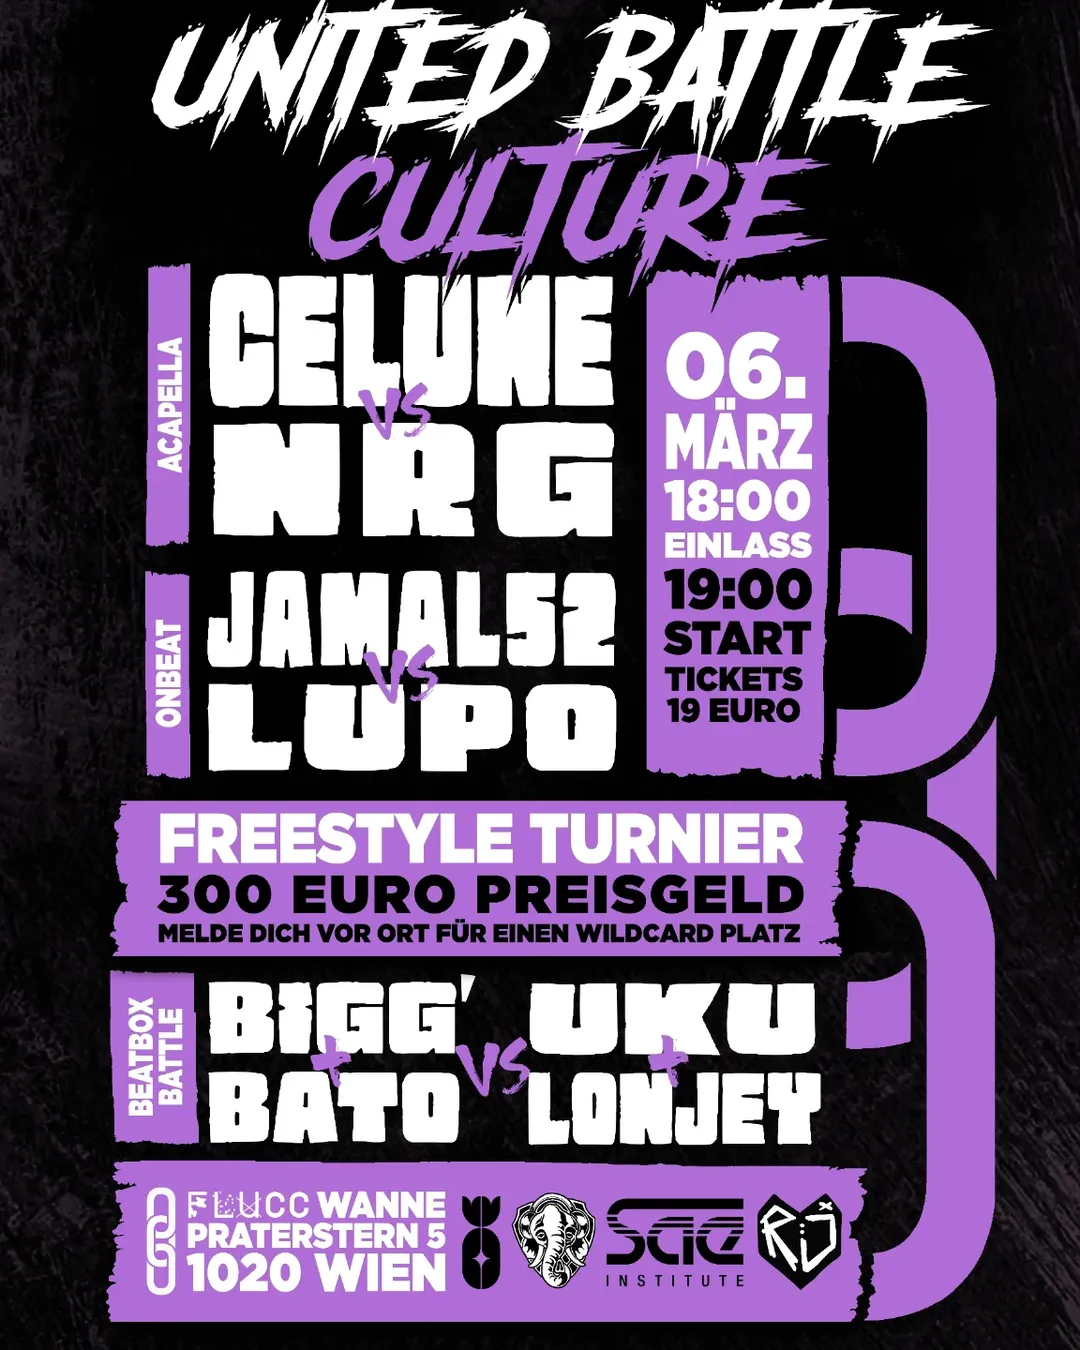 UNITED BATTLE
CULTURE
ACAPELLA
CELUNE
VS
NRG
06.
MÄRZ
18:00
EINLASS
19:00
START
TICKETS
19 EURO
ONBEAT
JAMAL52
VS
LUPO
FREESTYLE TURNIER
300 EURO PREISGELD
MELDE DICH VOR ORT FÜR EINEN WILDCARD PLATZ
BEATBOX
BATTLE
BIGG'
+
BATO
VS
UKU
+
LONJEY
FLUCC WANNE
PRATERSTERN 5
1020 WIEN
SAE
INSTITUTE